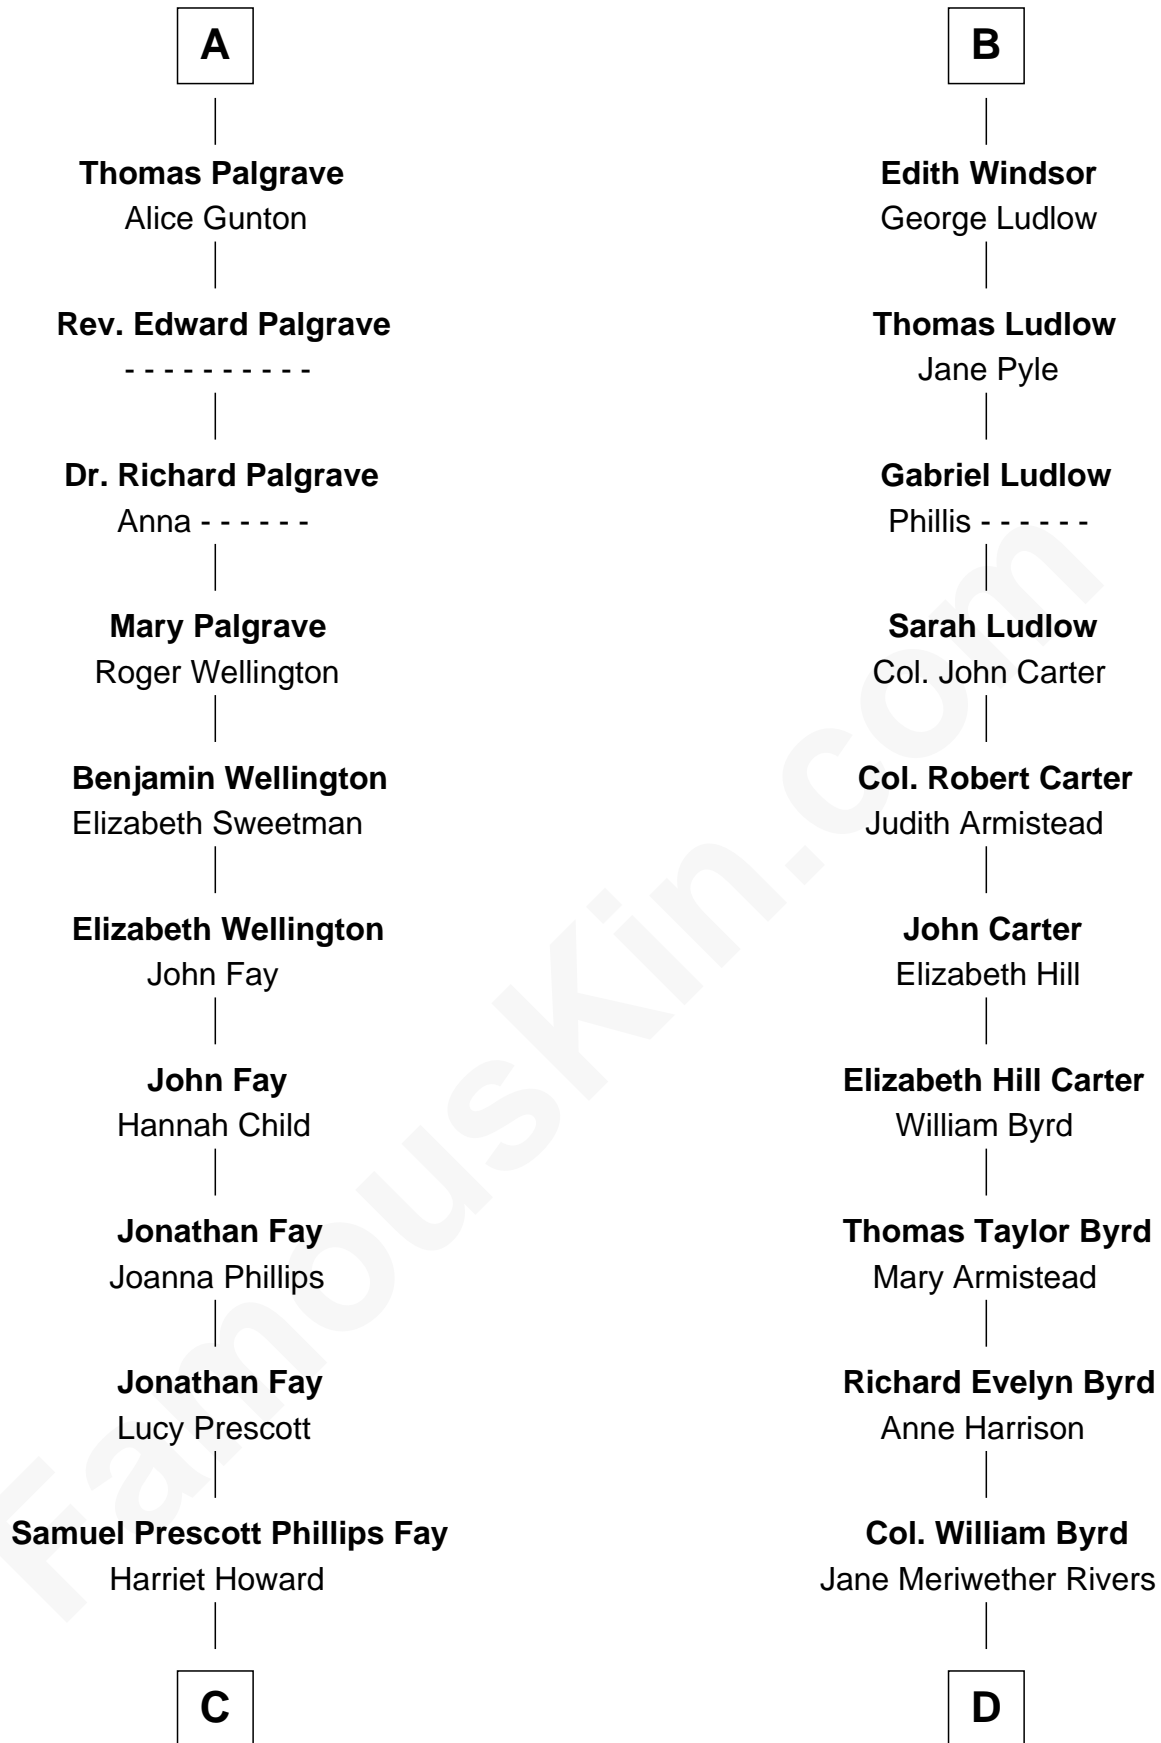 A
Thomas Palgrave
Alice Gunton
Rev. Edward Palgrave
- - - - - - - - - -
Dr. Richard Palgrave
Anna - - - - - -
Mary Palgrave
Roger Wellington
Benjamin Wellington
Elizabeth Sweetman
Elizabeth Wellington
John Fay
John Fay
Hannah Child
Jonathan Fay
Joanna Phillips
Jonathan Fay
Lucy Prescott
Samuel Prescott Phillips Fay
Harriet Howard
C
B
Edith Windsor
George Ludlow
Thomas Ludlow
Jane Pyle
Gabriel Ludlow
Phillis - - - - - -
Sarah Ludlow
Col. John Carter
Col. Robert Carter
Judith Armistead
John Carter
Elizabeth Hill
Elizabeth Hill Carter
William Byrd
Thomas Taylor Byrd
Mary Armistead
Richard Evelyn Byrd
Anne Harrison
Col. William Byrd
Jane Meriwether Rivers
D
FamousKin.com